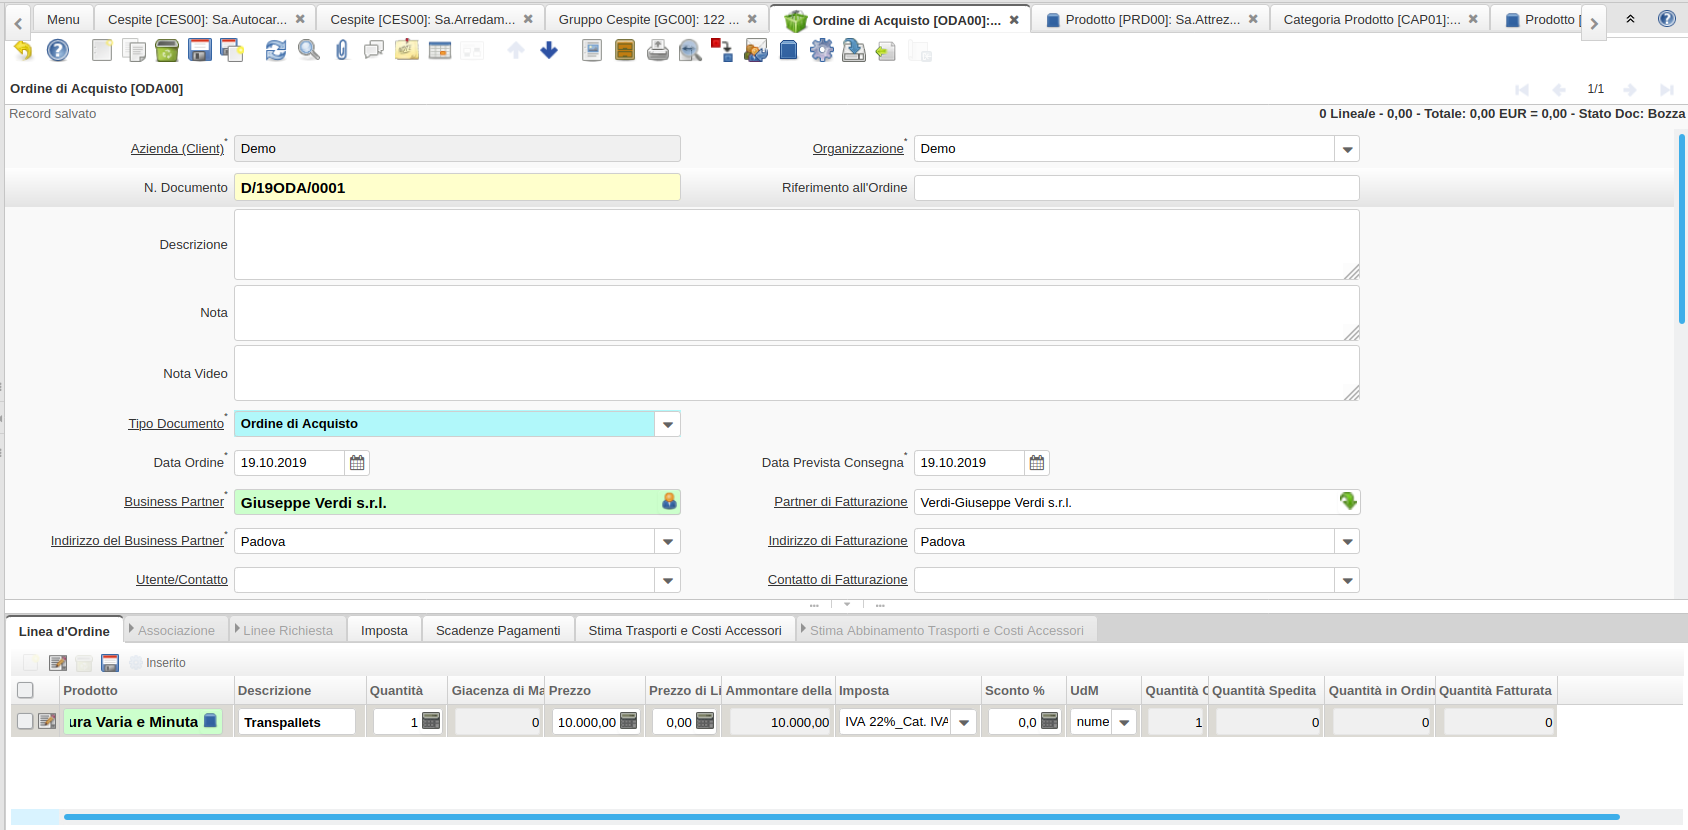 Menu
Cespite [CES00]: Sa.Autocar...
Cespite [CES00]: Sa.Arredam...
Gruppo Cespite [GC00]: 122 ...
Ordine di Acquisto [ODA00]:...
Prodotto [PRD00]: Sa.Attrez...
Categoria Prodotto [CAP01]:...
Prodotto [
Ordine di Acquisto [ODA00]
1/1
Record salvato
0 Linea/e - 0,00 - Totale: 0,00 EUR = 0,00 - Stato Doc: Bozza
Azienda (Client)* Demo
Organizzazione* Demo
N. Documento D/19ODA/0001
Riferimento all'Ordine
Descrizione
Nota
Nota Video
Tipo Documento* Ordine di Acquisto
Data Ordine* 19.10.2019
Data Prevista Consegna* 19.10.2019
Business Partner* Giuseppe Verdi s.r.l.
Partner di Fatturazione Verdi-Giuseppe Verdi s.r.l.
Indirizzo del Business Partner* Padova
Indirizzo di Fatturazione Padova
Utente/Contatto
Contatto di Fatturazione
Linea d'Ordine
Associazione
Linee Richiesta
Imposta
Scadenze Pagamenti
Stima Trasporti e Costi Accessori
Stima Abbinamento Trasporti e Costi Accessori
Inserito
Prodotto Descrizione Quantità Giacenza di Ma Prezzo Prezzo di Li Ammontare della Imposta Sconto % UdM Quantità Quantità Spedita Quantità in Ordin Quantità Fatturata
ura Varia e Minuta Transpallets 1 0 10.000,00 0,00 10.000,00 IVA 22%_Cat. IVA 0,0 nume 1 0 0 0